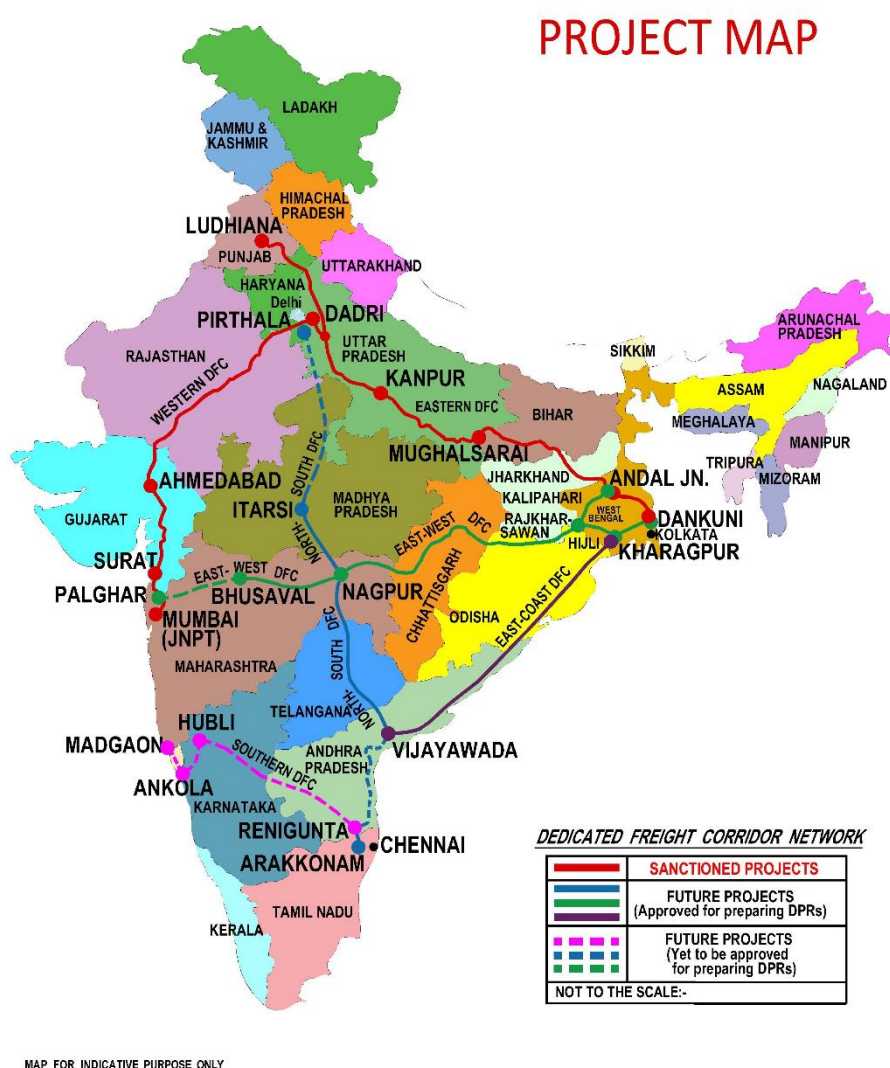 PROJECT MAP
LADAKH
JAMMU &
KASHMIR
HIMACHAL
PRADESH
LUDHIANA
PUNJAB
UTTARAKHAND
HARYANA
Delhi
PIRTHALA
DADRI
UTTAR
PRADESH
RAJASTHAN
WESTERN DFC
KANPUR
EASTERN DFC
BIHAR
SIKKIM
ARUNACHAL
PRADESH
ASSAM
NAGALAND
MEGHALAYA
MANIPUR
TRIPURA
MIZORAM
MUGHALSARAI
JHARKHAND
ANDAL JN.
KALIPAHARI
WEST
BENGAL
DANKUNI
KOLKATA
RAJKHAR-
SAWAN
HIJLI
KHARAGPUR
AHMEDABAD
GUJARAT
ITARSI
MADHYA
PRADESH
NORTH-
SOUTH DFC
EAST-WEST
DFC
SURAT
PALGHAR
EAST- WEST DFC
BHUSAVAL
NAGPUR
CHHATTISGARH
ODISHA
EAST-COAST DFC
MUMBAI
(JNPT)
MAHARASHTRA
NORTH-
SOUTH
DFC
TELANGANA
HUBLI
MADGAON
ANKOLA
SOUTHERN DFC
ANDHRA
PRADESH
VIJAYAWADA
KARNATAKA
RENIGUNTA
ARAKKONAM
CHENNAI
KERALA
TAMIL NADU
DEDICATED FREIGHT CORRIDOR NETWORK
SANCTIONED PROJECTS
FUTURE PROJECTS
(Approved for preparing DPRs)
FUTURE PROJECTS
(Yet to be approved
for preparing DPRs)
NOT TO THE SCALE:-
MAP FOR INDICATIVE PURPOSE ONLY